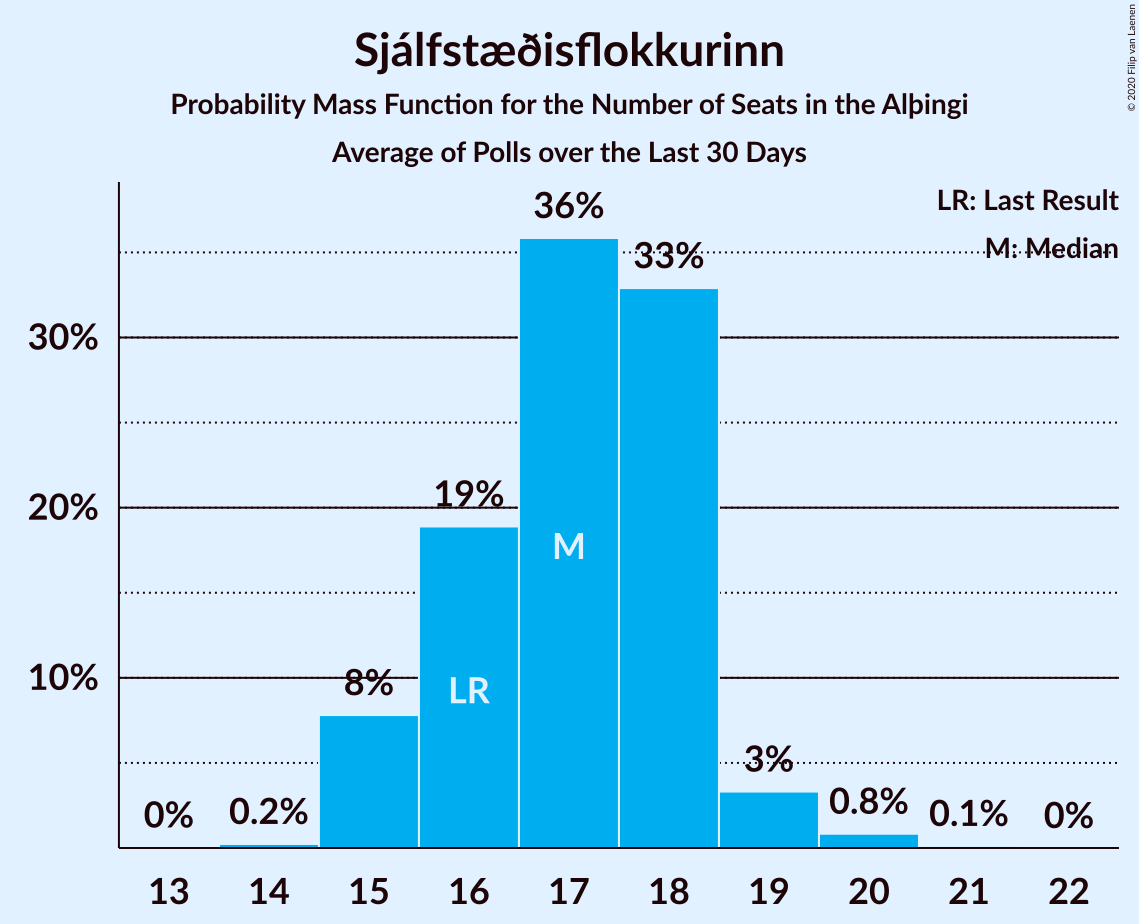 Sjálfstæðisflokkurinn
Probability Mass Function for the Number of Seats in the Alþingi
Average of Polls over the Last 30 Days
© 2020 Filip van Laenen
LR: Last Result
M: Median
36%
33%
30%
20%
19%
M
10%
8%
LR
3%
0%
0.2%
0.8%
0.1%
0%
13 14 15 16 17 18 19 20 21 22